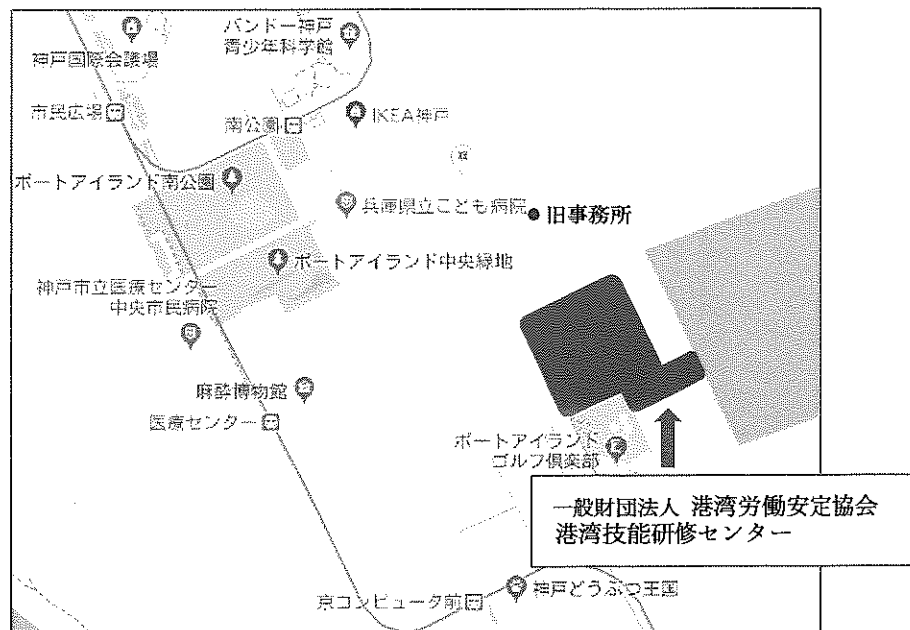 神戸国際会議場
バンドー神戸
青少年科学館
市民広場
南公園
IKEA神戸
ポートアイランド南公園
兵庫県立こども病院
旧事務所
ポートアイランド中央緑地
神戸市立医療センター
中央市民病院
麻酔博物館
医療センター
ポートアイランド
ゴルフ倶楽部
一般財団法人 港湾労働安定協会
港湾技能研修センター
京コンピュータ前
神戸どうぶつ王国